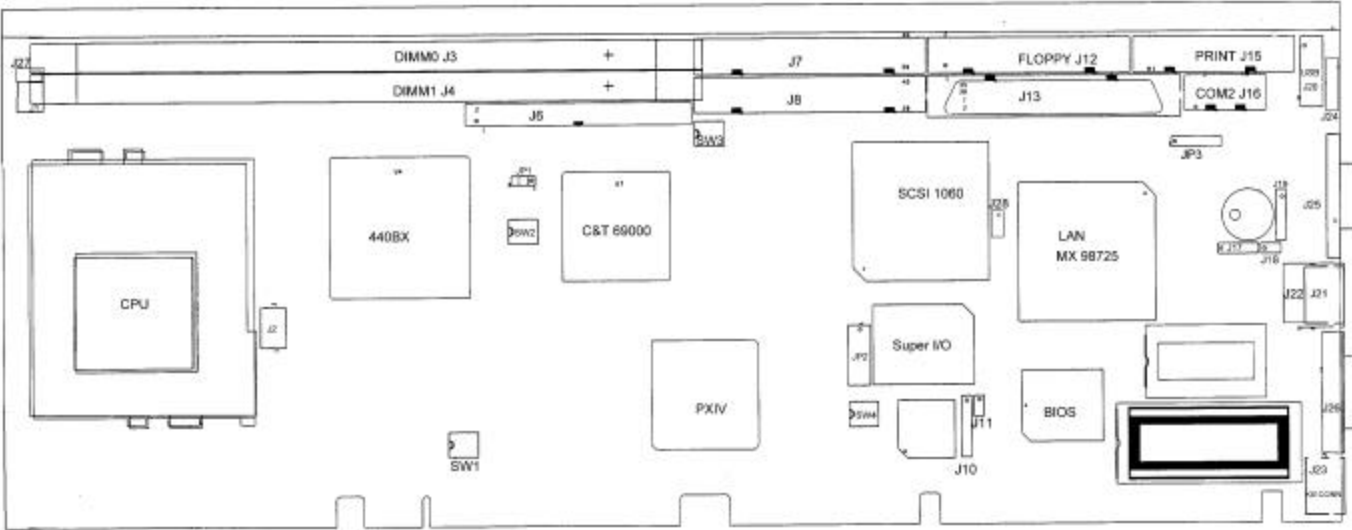 DIMM0 J3
J7
FLOPPY J12
PRINT J15
J27
DIMM1 J4
J8
J13
COM2 J16
J6
J24
SW3
JP3
SCSI 1060
J28
J25
440BX
SW2
C&T 69000
LAN
MX 98725
J17
J18
CPU
J2
J22
J21
JP2
Super I/O
PXIV
SW4
BIOS
J11
J26
SW1
J10
J23